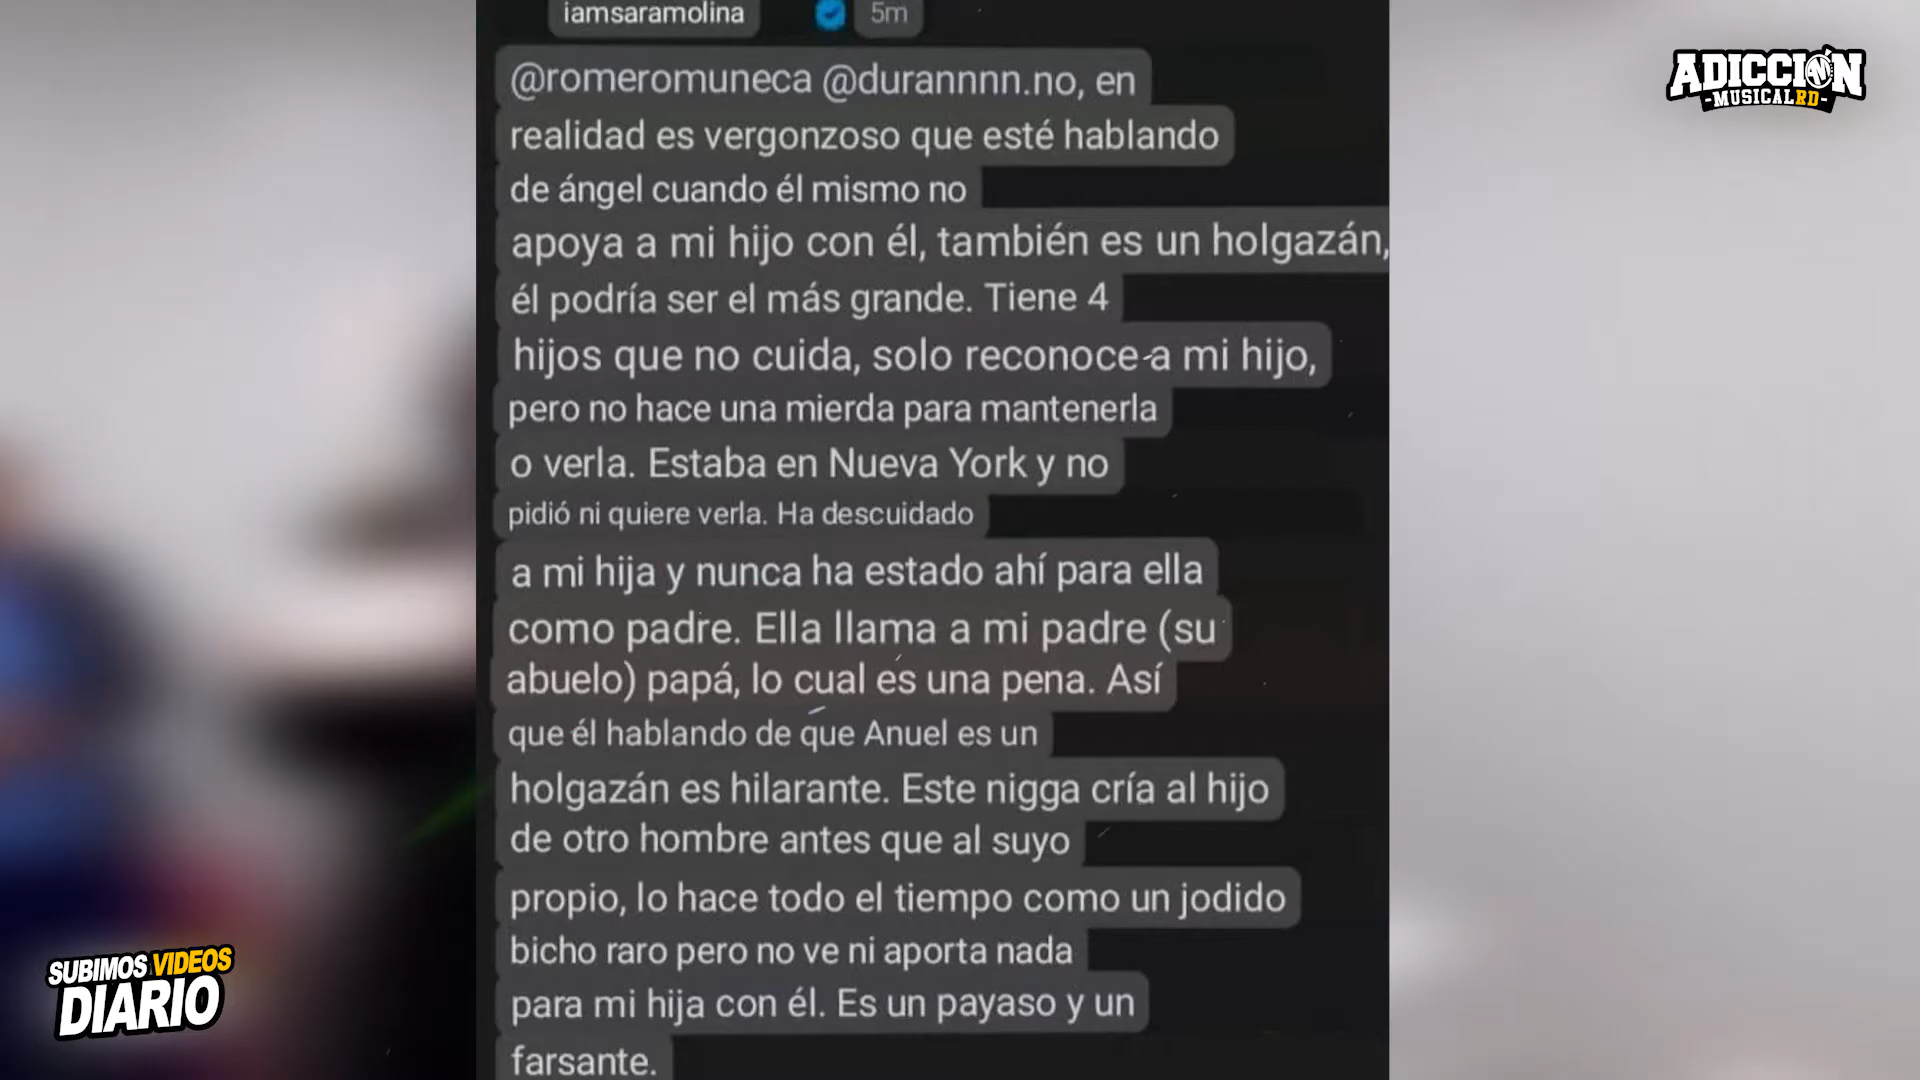 iamsaramolina 5m
ADICCIÓN
-MUSICALRD-
@romeromuneca @durannnn.no, en
realidad es vergonzoso que esté hablando
de ángel cuando él mismo no
apoya a mi hijo con él, también es un holgazán,
él podría ser el más grande. Tiene 4
hijos que no cuida, solo reconoce a mi hijo,
pero no hace una mierda para mantenerla
o verla. Estaba en Nueva York y no
pidió ni quiere verla. Ha descuidado
a mi hija y nunca ha estado ahí para ella
como padre. Ella llama a mi padre (su
abuelo) papá, lo cual es una pena. Así
que él hablando de que Anuel es un
holgazán es hilarante. Este nigga cría al hijo
de otro hombre antes que al suyo
propio, lo hace todo el tiempo como un jodido
bicho raro pero no ve ni aporta nada
para mi hija con él. Es un payaso y un
farsante.
SUBIMOS VIDEOS
DIARIO